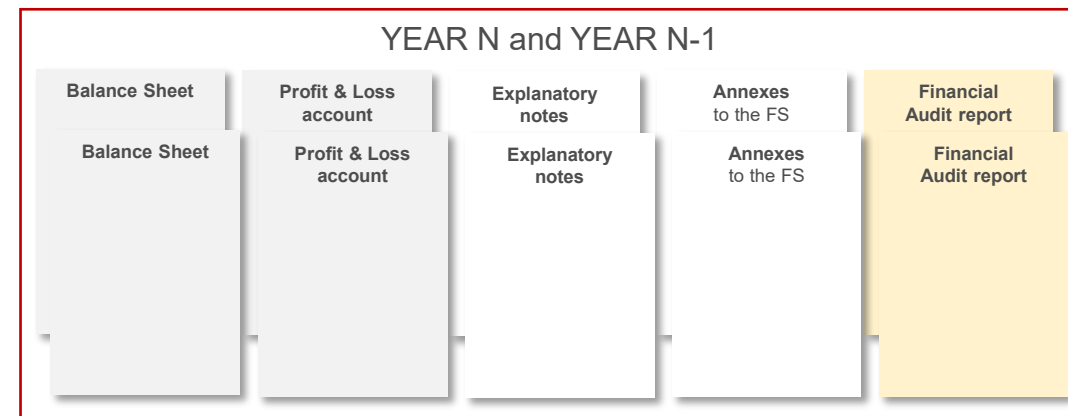 YEAR N and YEAR N-1
Balance Sheet
Profit & Loss
account
Explanatory
notes
Annexes
to the FS
Financial
Audit report
Balance Sheet
Profit & Loss
account
Explanatory
notes
Annexes
to the FS
Financial
Audit report